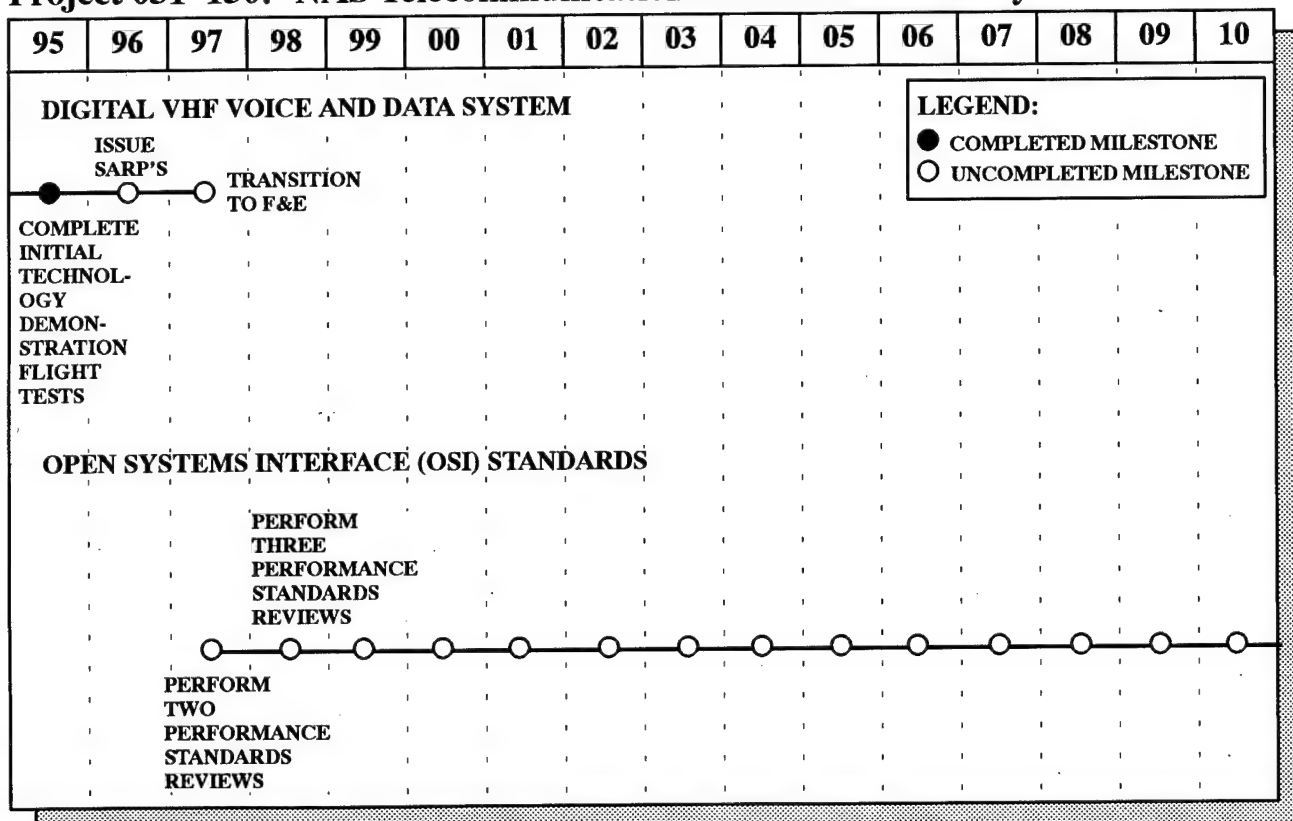 95 96 97 98 99 00 01 02 03 04 05 06 07 08 09 10
DIGITAL VHF VOICE AND DATA SYSTEM
LEGEND:
COMPLETED MILESTONE
UNCOMPLETED MILESTONE
ISSUE
SARP'S
TRANSITION
TO F&E
COMPLETE
INITIAL
TECHNOL-
OGY
DEMON-
STRATION
FLIGHT
TESTS
OPEN SYSTEMS INTERFACE (OSI) STANDARDS
PERFORM
THREE
PERFORMANCE
STANDARDS
REVIEWS
PERFORM
TWO
PERFORMANCE
STANDARDS
REVIEWS